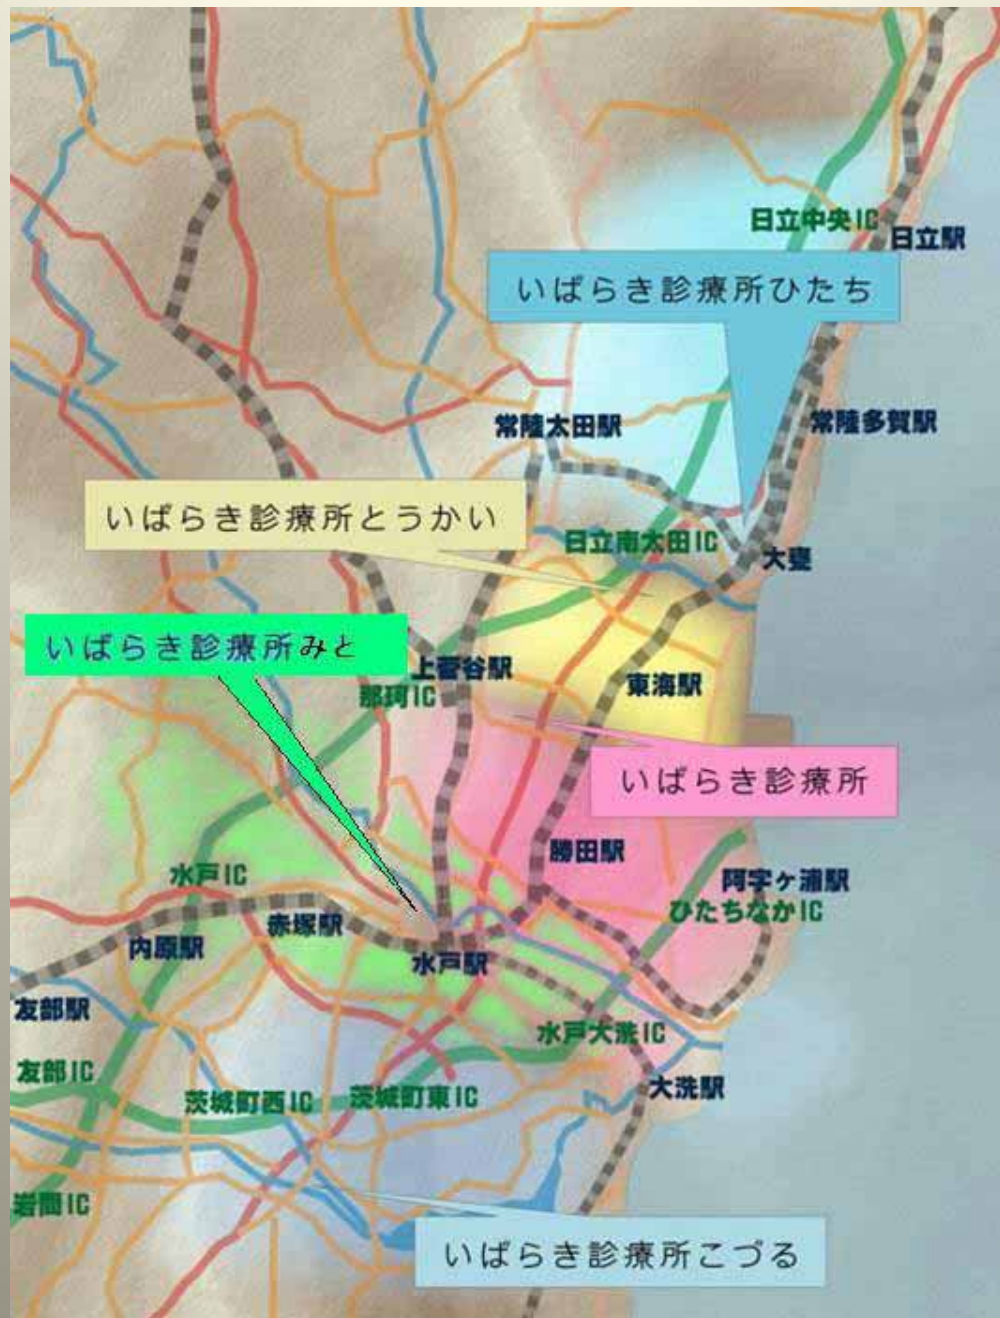 日立中央IC
日立駅
いばらき診療所ひたち
常陸太田駅
常陸多賀駅
いばらき診療所とうかい
日立南太田IC
大甕
いばらき診療所みと
上菅谷駅
那珂IC
東海駅
いばらき診療所
勝田駅
水戸IC
阿字ヶ浦駅
ひたちなかIC
赤塚駅
内原駅
水戸駅
友部駅
水戸大洗IC
友部IC
茨城町西IC
茨城町東IC
大洗駅
岩間IC
いばらき診療所こづる